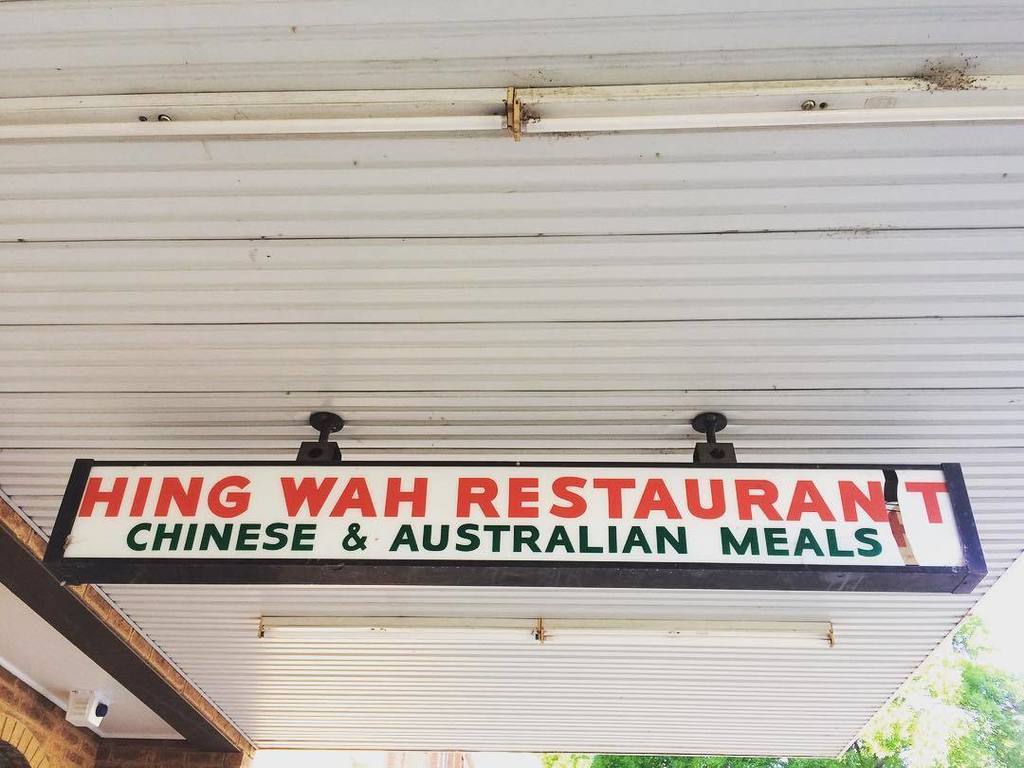 HING WAH RESTAURANT
CHINESE & AUSTRALIAN MEALS